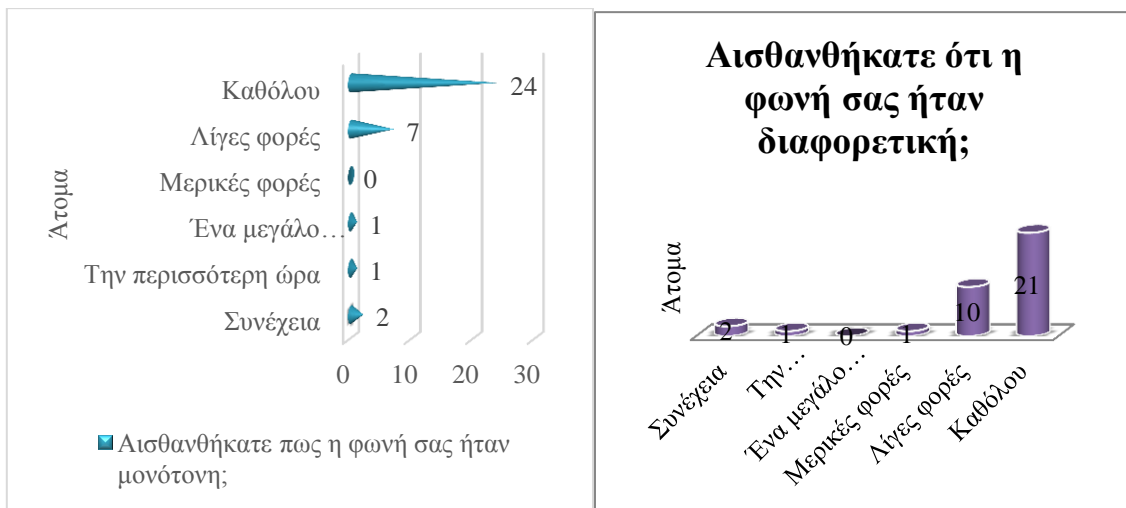 Καθόλου
24
Λίγες φορές
7
Μερικές φορές
0
Ένα μεγάλο…
1
Την περισσότερη ώρα
1
Συνέχεια
2
Άτομα
0 10 20 30
Αισθανθήκατε πως η φωνή σας ήταν
μονότονη;
Αισθανθήκατε ότι η
φωνή σας ήταν
διαφορετική;
Άτομα
2 1 0 1 10 21
Συνέχεια
Την…
Ένα μεγάλο…
Μερικές φορές
Λίγες φορές
Καθόλου